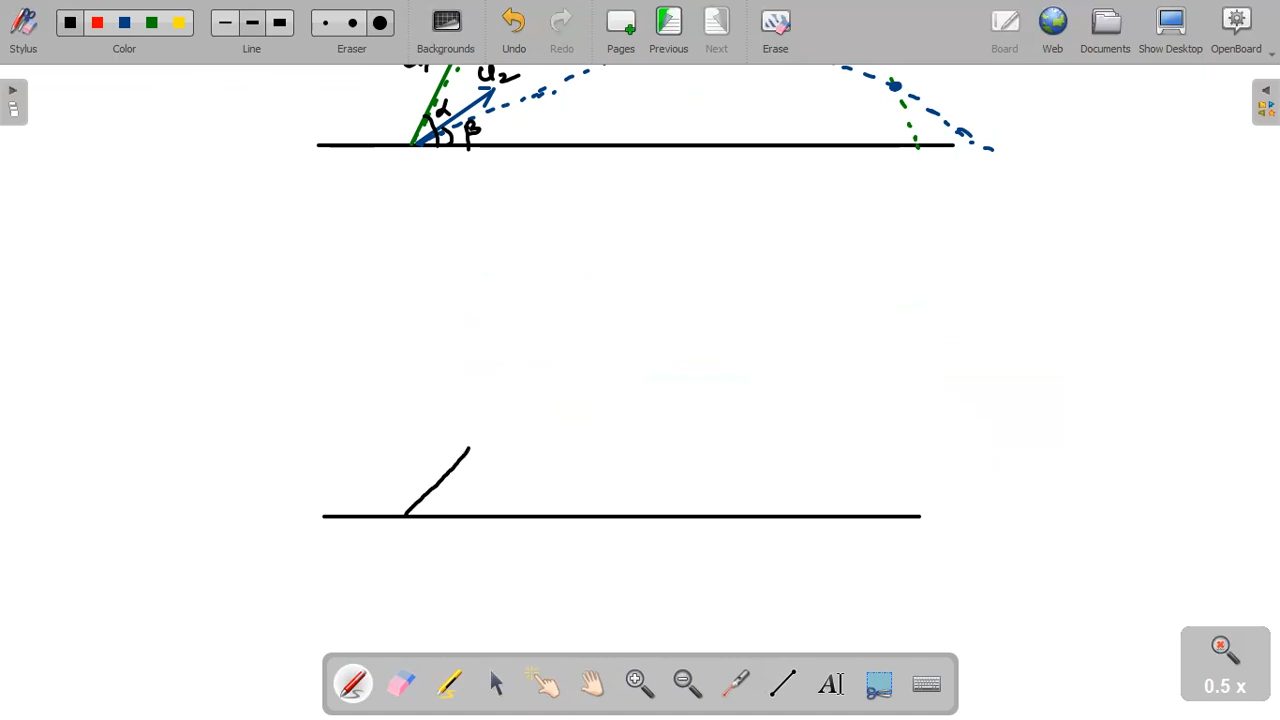 Stylus
Color
Line
Eraser
Backgrounds
Undo
Redo
Pages
Previous
Next
Erase
Board
Web
Documents
Show Desktop
OpenBoard
u2
α
β
AI
0.5 x